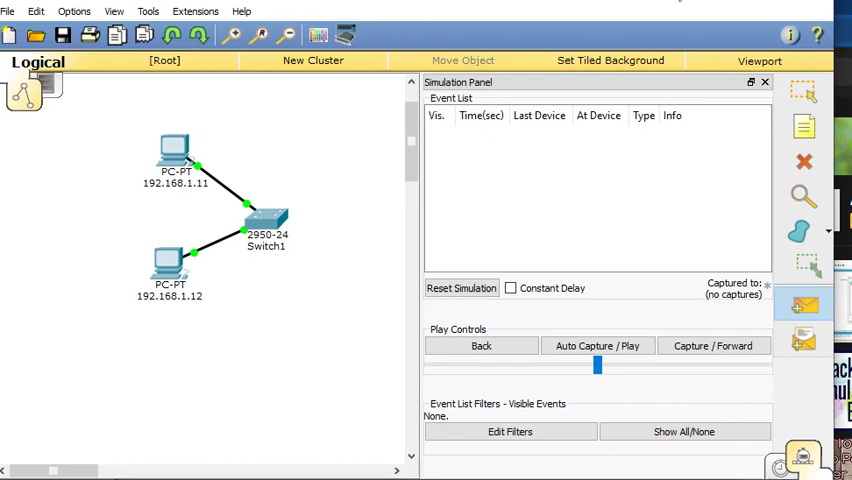 File Edit Options View Tools Extensions Help
Logical [Root] New Cluster Move Object Set Tiled Background Viewport
Simulation Panel
Event List
Vis. Time(sec) Last Device At Device Type Info
PC-PT
192.168.1.11
2950-24
Switch1
PC-PT
192.168.1.12
Reset Simulation Constant Delay Captured to: *
(no captures)
Play Controls
Back Auto Capture / Play Capture / Forward
Event List Filters - Visible Events
None.
Edit Filters Show All/None